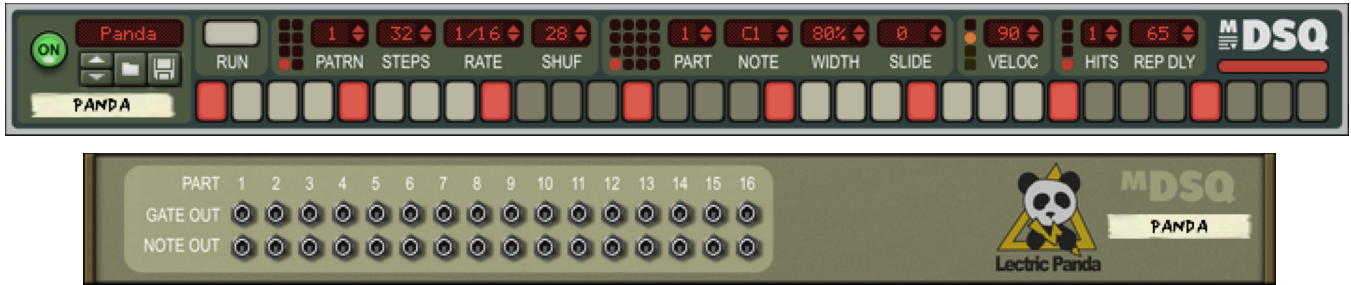 ON
Panda
1 32 1/16 28 1 C1 80% 0 90 1 65
RUN PATRN STEPS RATE SHUF PART NOTE WIDTH SLIDE VELOC HITS REP DLY
M DSQ
PANDA
PART 1 2 3 4 5 6 7 8 9 10 11 12 13 14 15 16
GATE OUT
NOTE OUT
Lectric Panda
MDSQ
PANDA